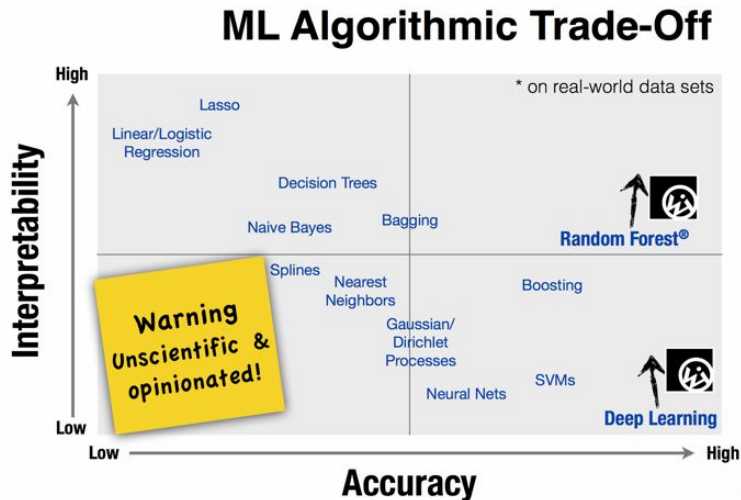 ML Algorithmic Trade-Off
High
* on real-world data sets
Lasso
Linear/Logistic
Regression
Decision Trees
Naive Bayes
Bagging
Random Forest®
Interpretability
Splines
Nearest
Neighbors
Boosting
Warning
Unscientific &
opinionated!
Gaussian/
Dirichlet
Processes
Neural Nets
SVMs
Deep Learning
Low
Low
High
Accuracy